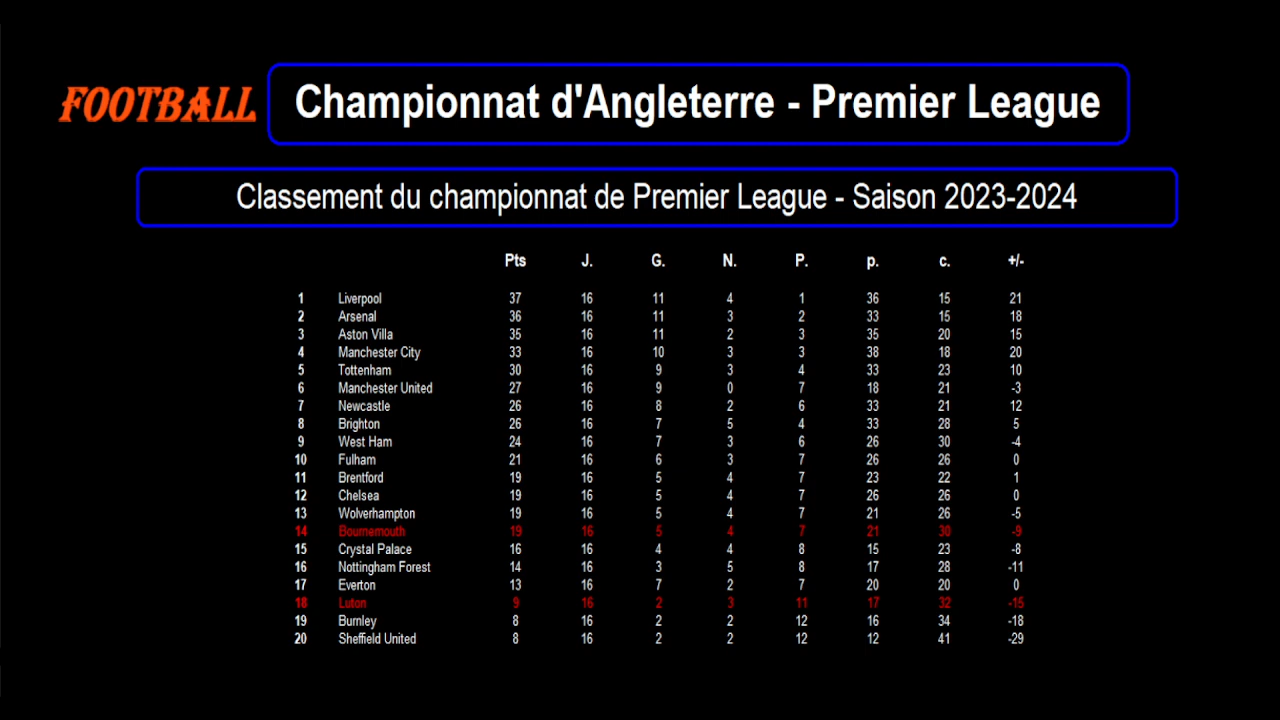 FOOTBALL Championnat d'Angleterre - Premier League
Classement du championnat de Premier League - Saison 2023-2024
Pts J. G. N. P. p. c. +/-
1 Liverpool 37 16 11 4 1 36 15 21
2 Arsenal 36 16 11 3 2 33 15 18
3 Aston Villa 35 16 11 2 3 35 20 15
4 Manchester City 33 16 10 3 3 38 18 20
5 Tottenham 30 16 9 3 4 33 23 10
6 Manchester United 27 16 9 0 7 18 21 -3
7 Newcastle 26 16 8 2 6 33 21 12
8 Brighton 26 16 7 5 4 33 28 5
9 West Ham 24 16 7 3 6 26 30 -4
10 Fulham 21 16 6 3 7 26 26 0
11 Brentford 19 16 5 4 7 23 22 1
12 Chelsea 19 16 5 4 7 26 26 0
13 Wolverhampton 19 16 5 4 7 21 26 -5
14 Bournemouth 19 16 5 4 7 21 30 -9
15 Crystal Palace 16 16 4 4 8 15 23 -8
16 Nottingham Forest 14 16 3 5 8 17 28 -11
17 Everton 13 16 7 2 7 20 20 0
18 Luton 9 16 2 3 11 17 32 -15
19 Burnley 8 16 2 2 12 16 34 -18
20 Sheffield United 8 16 2 2 12 12 41 -29